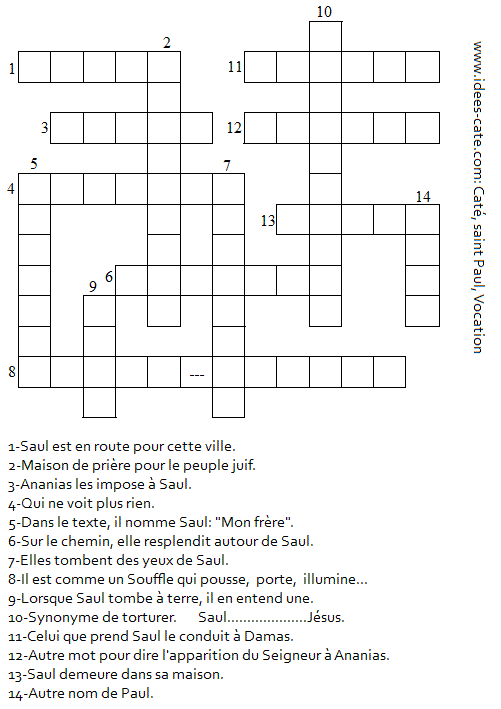 10
2
1
11
3
12
5
7
4
14
13
6
9
8
---
www.idees-cate.com: Caté, saint Paul, Vocation
1-Saul est en route pour cette ville.
2-Maison de prière pour le peuple juif.
3-Ananias les impose à Saul.
4-Qui ne voit plus rien.
5-Dans le texte, il nomme Saul: "Mon frère".
6-Sur le chemin, elle resplendit autour de Saul.
7-Elles tombent des yeux de Saul.
8-Il est comme un Souffle qui pousse, porte, illumine...
9-Lorsque Saul tombe à terre, il en entend une.
10-Synonyme de torturer. Saul....................Jésus.
11-Celui que prend Saul le conduit à Damas.
12-Autre mot pour dire l'apparition du Seigneur à Ananias.
13-Saul demeure dans sa maison.
14-Autre nom de Paul.